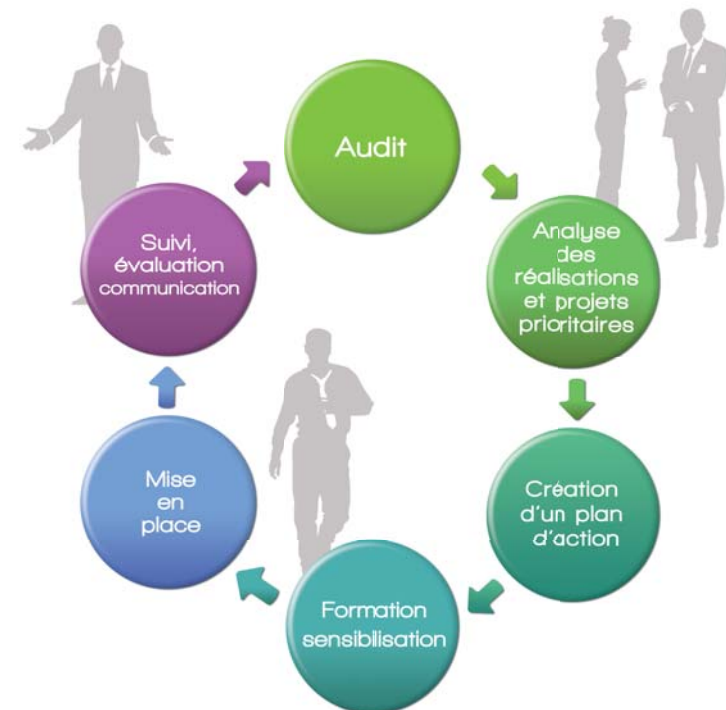 Audit
Analyse
des
réalisations
et projets
prioritaires
Création
d'un plan
d'action
Formation
sensibilisation
Mise
en
place
Suivi,
évaluation
communication